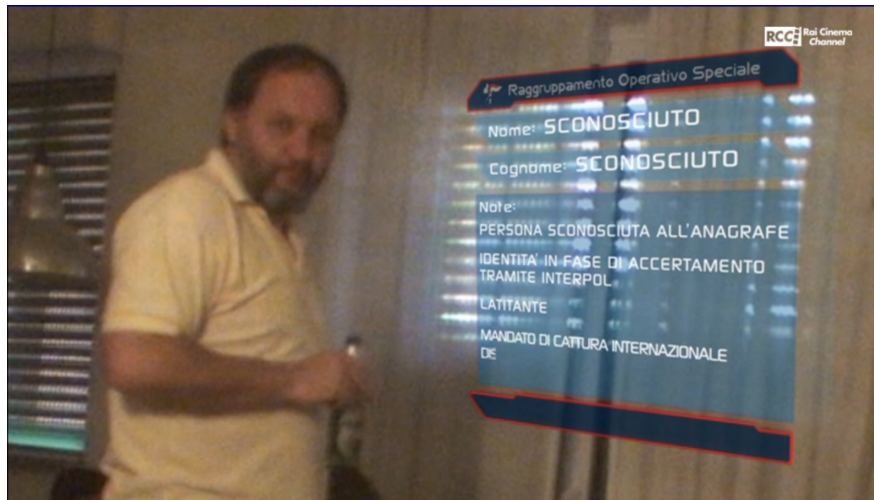 RCC Rai Cinema
Channel
Raggruppamento Operativo Speciale
Nome: SCONOSCIUTO
Cognome: SCONOSCIUTO
Note:
PERSONA SCONOSCIUTA ALL'ANAGRAFE
IDENTITA' IN FASE DI ACCERTAMENTO
TRAMITE INTERPOL
LATITANTE
MANDATO DI CATTURA INTERNAZIONALE
DIS